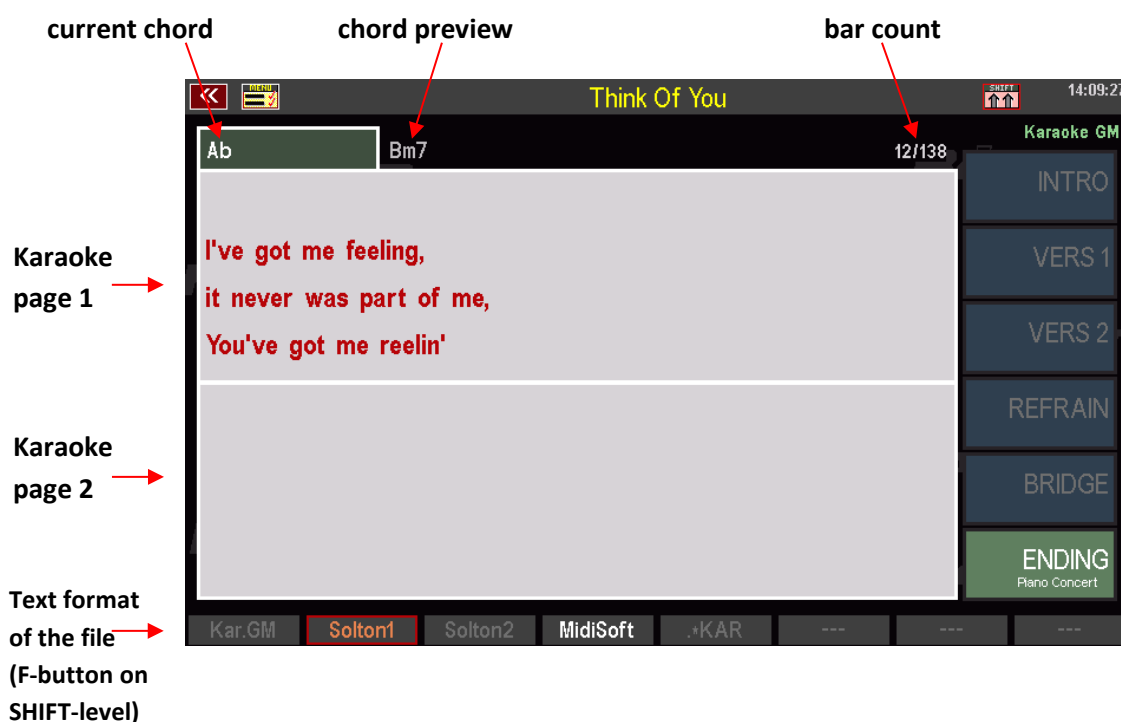 current chord chord preview bar count
MENU Think Of You SHIFT 14:09:27
Karaoke GM
Ab Bm7 12/138
INTRO
I've got me feeling,
Karaoke
page 1
VERS 1
it never was part of me,
You've got me reelin'
VERS 2
REFRAIN
Karaoke
page 2
BRIDGE
ENDING
Piano Concert
Text format
of the file
(F-button on
SHIFT-level)
Kar.GM Solton1 Solton2 MidiSoft .*KAR --- --- ---